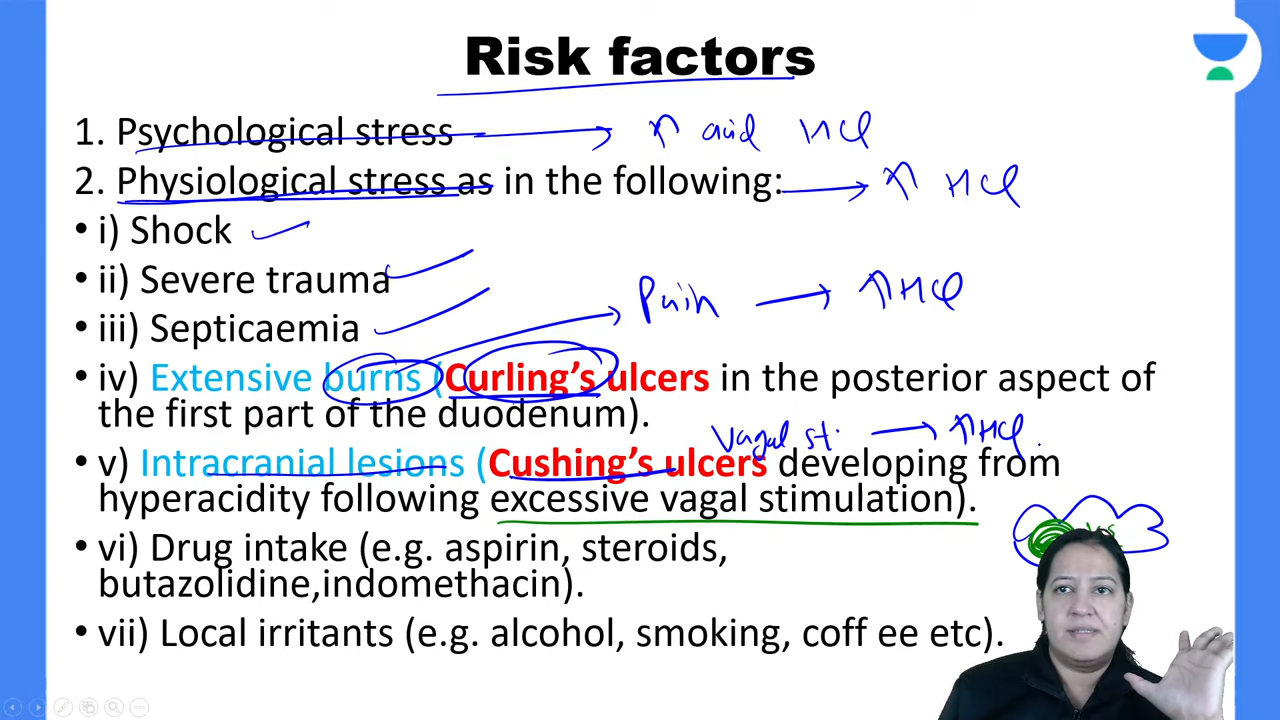 Risk factors
1. Psychological stress → ↑ acid HCl
2. Physiological stress as in the following: → ↑ HCl
• i) Shock
• ii) Severe trauma
• iii) Septicaemia
Pain → ↑HCl
• iv) Extensive burns (Curling’s ulcers in the posterior aspect of
the first part of the duodenum).
Vagal st. → ↑HCl.
• v) Intracranial lesions (Cushing’s ulcers developing from
hyperacidity following excessive vagal stimulation).
• vi) Drug intake (e.g. aspirin, steroids,
butazolidine,indomethacin).
• vii) Local irritants (e.g. alcohol, smoking, coff ee etc).